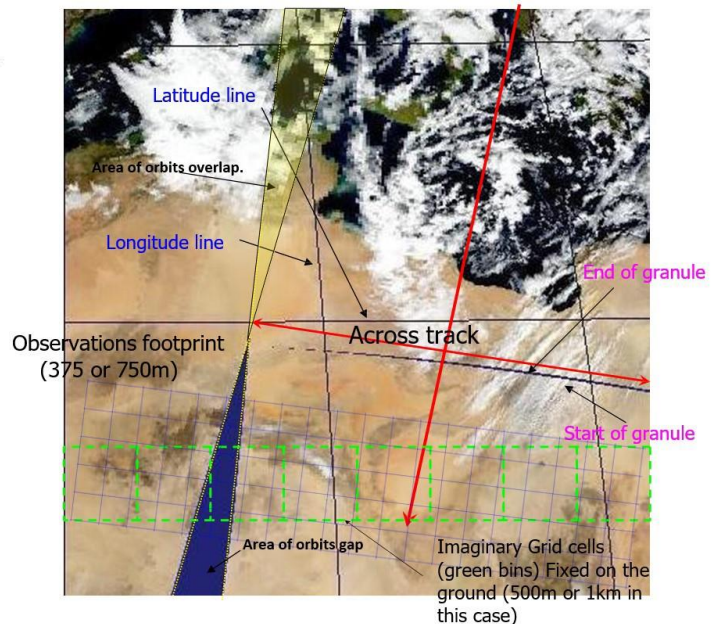 Latitude line
Area of orbits overlap.
Longitude line
End of granule
Across track
Observations footprint
(375 or 750m)
Start of granule
Area of orbits gap
Imaginary Grid cells
(green bins) Fixed on the
ground (500m or 1km in
this case)